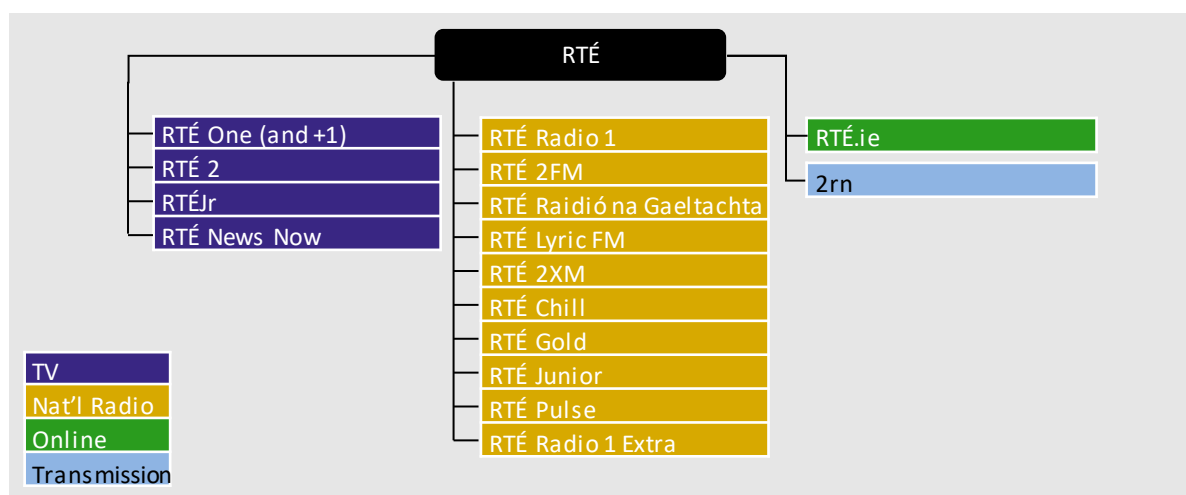 RTÉ
RTÉ One (and +1)
RTÉ 2
RTÉJr
RTÉ News Now
RTÉ Radio 1
RTÉ 2FM
RTÉ Raidió na Gaeltachta
RTÉ Lyric FM
RTÉ 2XM
RTÉ Chill
RTÉ Gold
RTÉ Junior
RTÉ Pulse
RTÉ Radio 1 Extra
RTÉ.ie
2rn
TV
Nat’l Radio
Online
Transmission